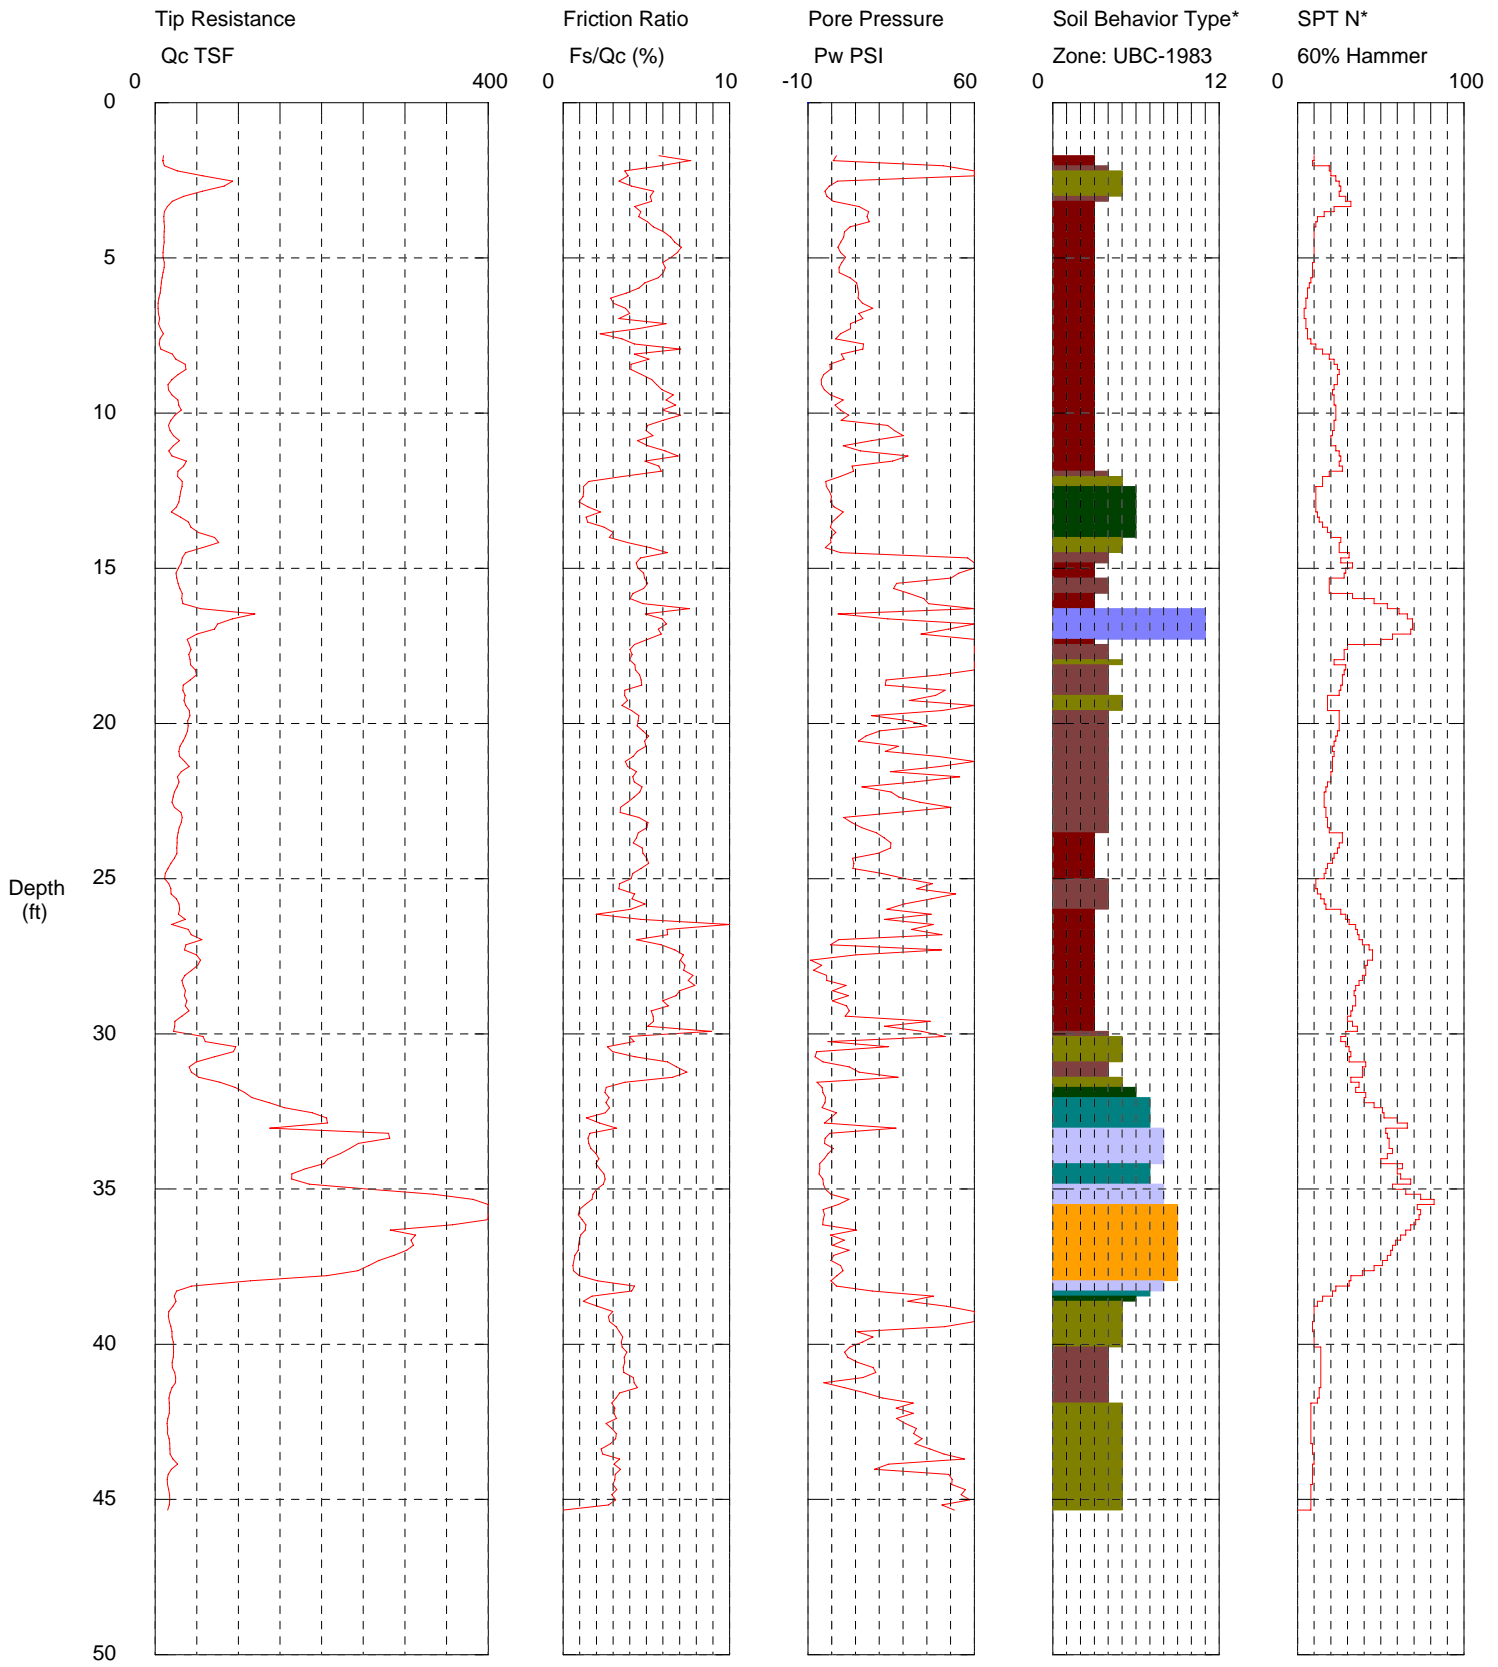 Tip Resistance Friction Ratio Pore Pressure Soil Behavior Type* SPT N*
Qc TSF Fs/Qc (%) Pw PSI Zone: UBC-1983 60% Hammer
0 400 0 10 -10 60 0 12 0 100
0
5
10
15
20
25
Depth
(ft)
30
35
40
45
50